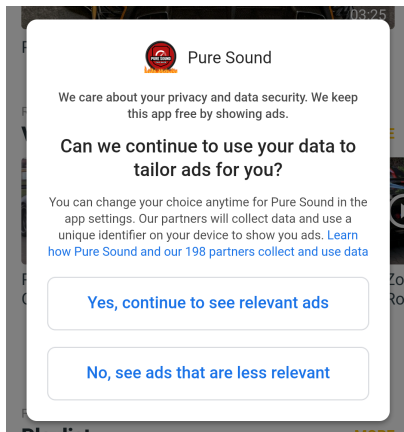 03:25
Pure Sound
PURE SOUND
We care about your privacy and data security. We keep
this app free by showing ads.
Can we continue to use your data to
tailor ads for you?
You can change your choice anytime for Pure Sound in the
app settings. Our partners will collect data and use a
unique identifier on your device to show you ads. Learn
how Pure Sound and our 198 partners collect and use data
Yes, continue to see relevant ads
No, see ads that are less relevant